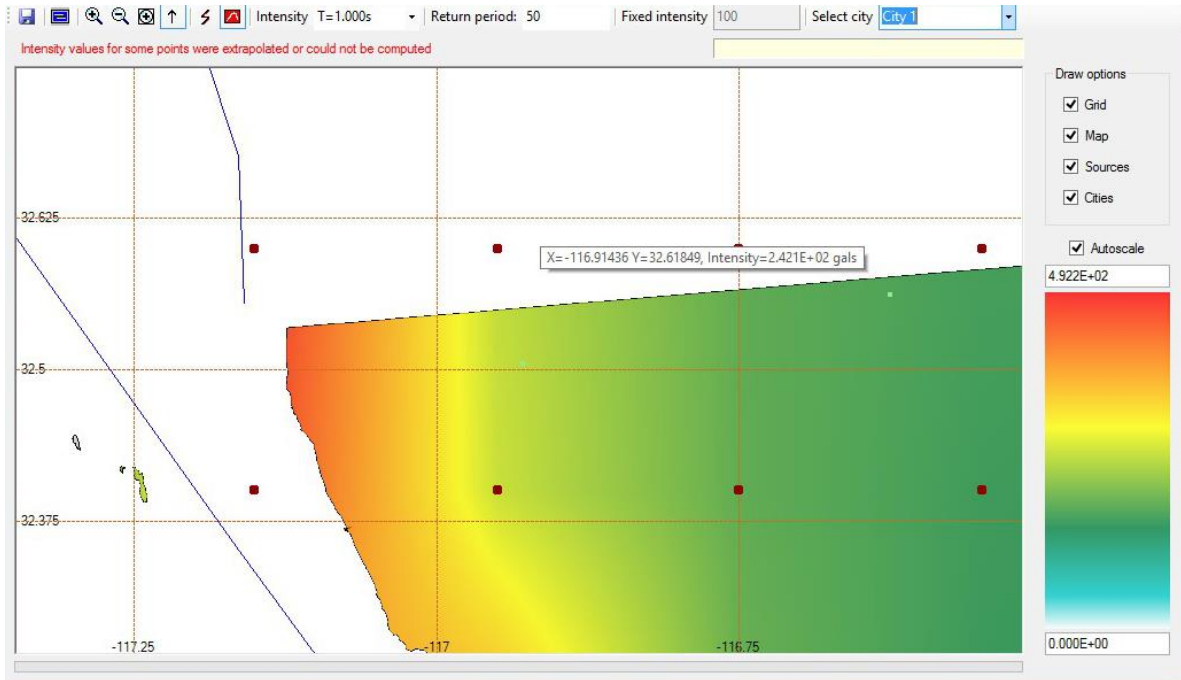 Intensity T=1.000s Return period: 50 Fixed intensity 100 Select city City 1
Intensity values for some points were extrapolated or could not be computed
Draw options
Grid
Map
Sources
Cities
Autoscale
4.922E+02
32.625
X=-116.91436 Y=32.61849, Intensity=2.421E+02 gals
32.5
32.375
-117.25
-117
-116.75
0.000E+00